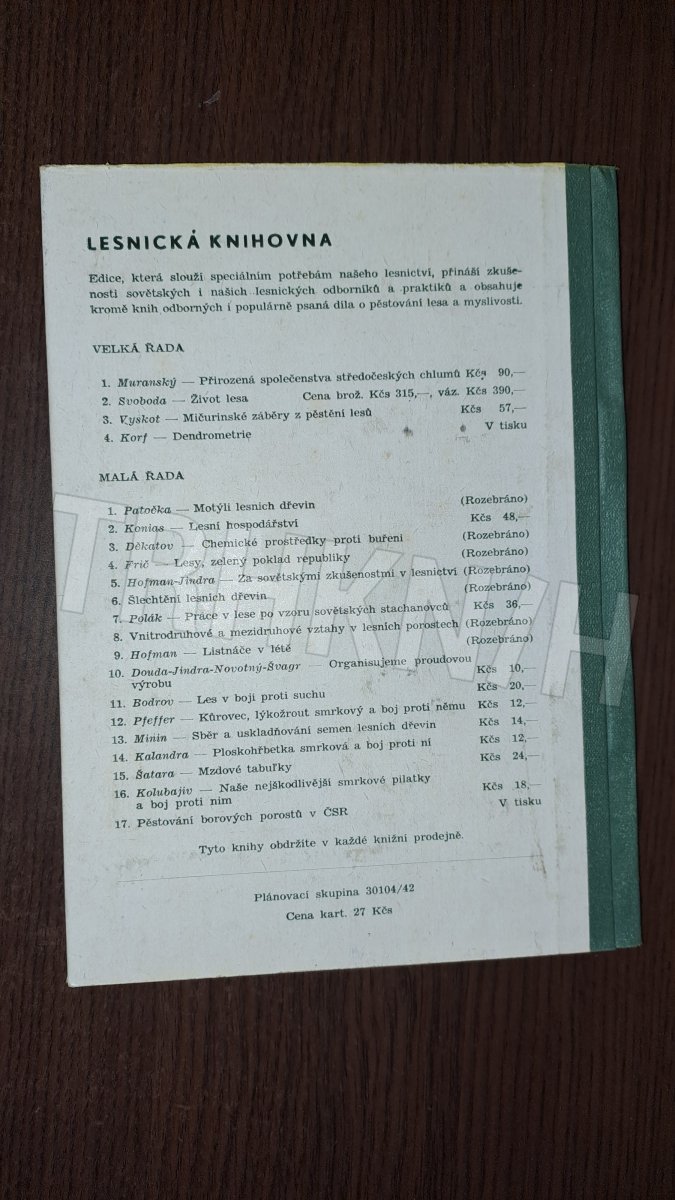 LESNICKÁ KNIHOVNA
Edice, která slouží speciálním potřebám našeho lesnictví, přináší zkuše-
nosti sovětských i našich lesnických odborníků a praktiků a obsahuje
kromě knih odborných i populárně psaná díla o pěstování lesa a myslivosti.
VELKÁ ŘADA
1. Muranský — Přirozená společenstva středočeských chlumů Kčs 90,—
2. Svoboda — Život lesa Cena brož. Kčs 315,—, váz. Kčs 390,—
3. Vyskot — Mičurinské záběry z pěstění lesů Kčs 57,—
4. Korf — Dendrometrie V tisku
MALÁ ŘADA
1. Patočka — Motýli lesních dřevin (Rozebráno)
2. Konias — Lesní hospodářství Kčs 48,—
3. Děkatov — Chemické prostředky proti buřeni (Rozebráno)
4. Frič — Lesy, zelený poklad republiky (Rozebráno)
5. Hofman-Jindra — Za sovětskými zkušenostmi v lesnictví (Rozebráno)
6. Šlechtění lesních dřevin (Rozebráno)
7. Polák — Práce v lese po vzoru sovětských stachanovců Kčs 36,—
8. Vnitrodruhové a mezidruhové vztahy v lesních porostech (Rozebráno)
9. Hofman — Listnáče v létě (Rozebráno)
10. Douda-Jindra-Novotný-Švagr — Organisujeme proudovou
výrobu Kčs 10,—
11. Bodrov — Les v boji proti suchu Kčs 20,—
12. Pfeffer — Kůrovec, lýkožrout smrkový a boj proti němu Kčs 12,—
13. Minin — Sběr a uskladňování semen lesních dřevin Kčs 14,—
14. Kalandra — Ploskohřbetka smrková a boj proti ní Kčs 12,—
15. Šatara — Mzdové tabulky Kčs 24,—
16. Kolubajiv — Naše nejškodlivější smrkové pilatky
a boj proti nim Kčs 18,—
17. Pěstování borových porostů v ČSR V tisku
Tyto knihy obdržíte v každé knižní prodejně.
Plánovací skupina 30104/42
Cena kart. 27 Kčs